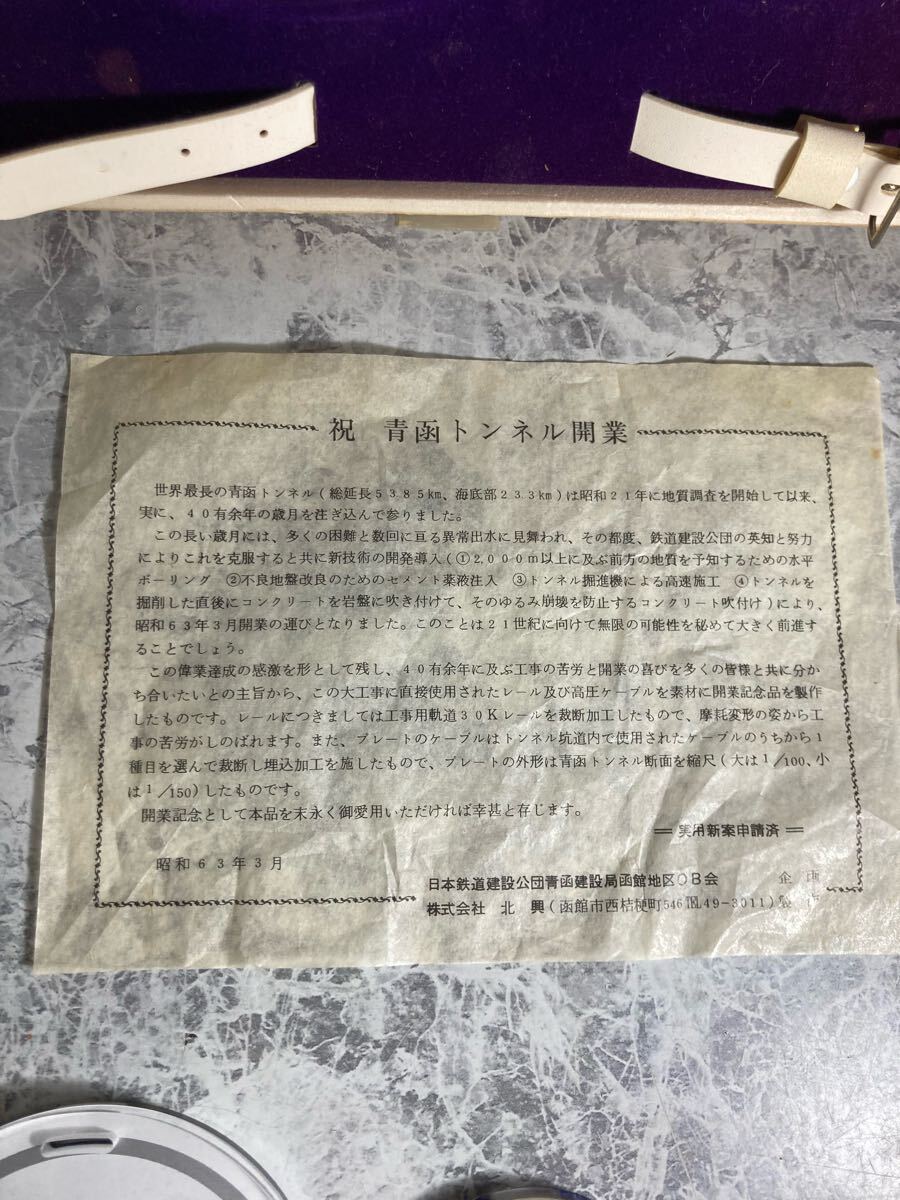 祝 青函トンネル開業
世界最長の青函トンネル(総延長53.85km、海底部23.3km)は昭和21年に地質調査を開始して以来、
実に、40有余年の歳月を注ぎ込んで参りました。
この長い歳月には、多くの困難と数回に亘る異常出水に見舞われ、その都度、鉄道建設公団の英知と努力
によりこれを克服すると共に新技術の開発導入(①2,000m以上に及ぶ前方の地質を予知するための水平
ボーリング ②不良地盤改良のためのセメント薬液注入 ③トンネル掘進機による高速施工 ④トンネルを
掘削した直後にコンクリートを岩盤に吹き付けて、そのゆるみ崩壊を防止するコンクリート吹付け)により、
昭和63年3月開業の運びとなりました。このことは21世紀に向けて無限の可能性を秘めて大きく前進す
ることでしょう。
この偉業達成の感激を形として残し、40有余年に及ぶ工事の苦労と開業の喜びを多くの皆様と共に分か
ち合いたいとの主旨から、この大工事に直接使用されたレール及び高圧ケーブルを素材に開業記念品を製作
したものです。レールにつきましては工事用軌道30Kレールを裁断加工したもので、摩耗変形の姿から工
事の苦労がしのばれます。また、プレートのケーブルはトンネル坑道内で使用されたケーブルのうちから1
種目を選んで裁断し埋込加工を施したもので、プレートの外形は青函トンネル断面を縮尺(大は1/100、小
は1/150)したものです。
開業記念として本品を末永く御愛用いただければ幸甚と存じます。
＝実用新案申請済＝
昭和63年3月
日本鉄道建設公団青函建設局函館地区OB会 企画
株式会社 北興(函館市西桔梗町546 ℡49-3011)製